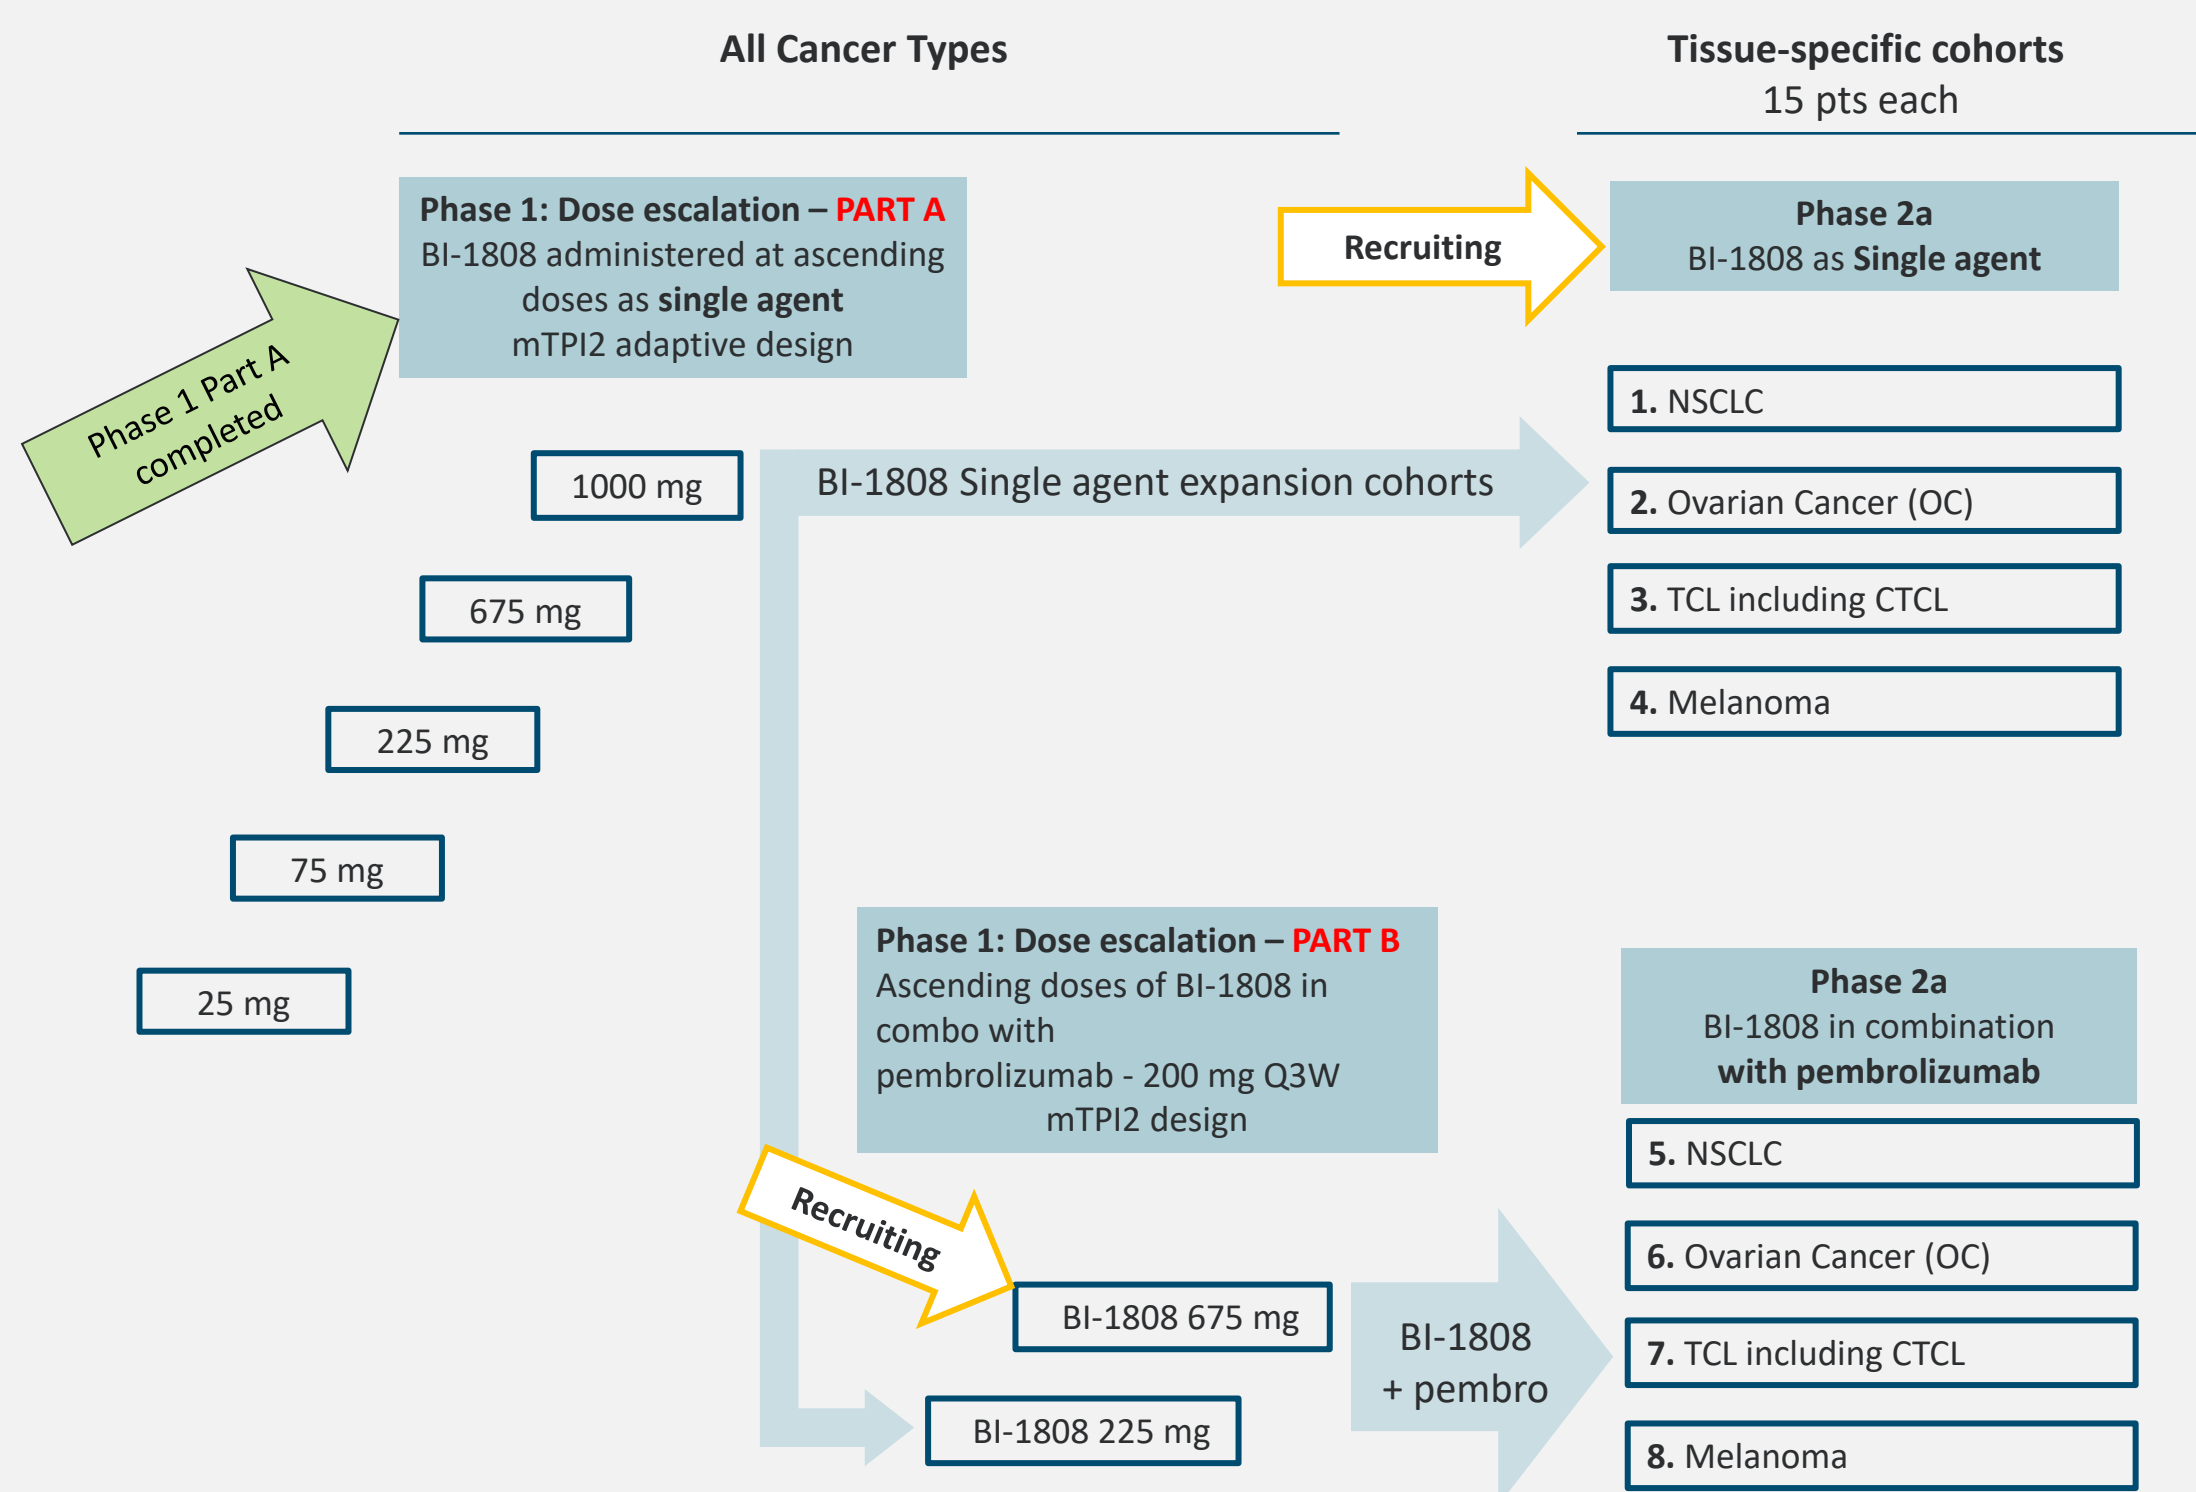 All Cancer Types
Tissue-specific cohorts
15 pts each
Phase 1: Dose escalation – PART A
BI-1808 administered at ascending
doses as single agent
mTPI2 adaptive design
Recruiting
Phase 2a
BI-1808 as Single agent
Phase 1 Part A
completed
1000 mg
675 mg
225 mg
75 mg
25 mg
BI-1808 Single agent expansion cohorts
1. NSCLC
2. Ovarian Cancer (OC)
3. TCL including CTCL
4. Melanoma
Phase 1: Dose escalation – PART B
Ascending doses of BI-1808 in
combo with
pembrolizumab - 200 mg Q3W
mTPI2 design
Recruiting
BI-1808 675 mg
BI-1808 225 mg
BI-1808
+ pembro
Phase 2a
BI-1808 in combination
with pembrolizumab
5. NSCLC
6. Ovarian Cancer (OC)
7. TCL including CTCL
8. Melanoma